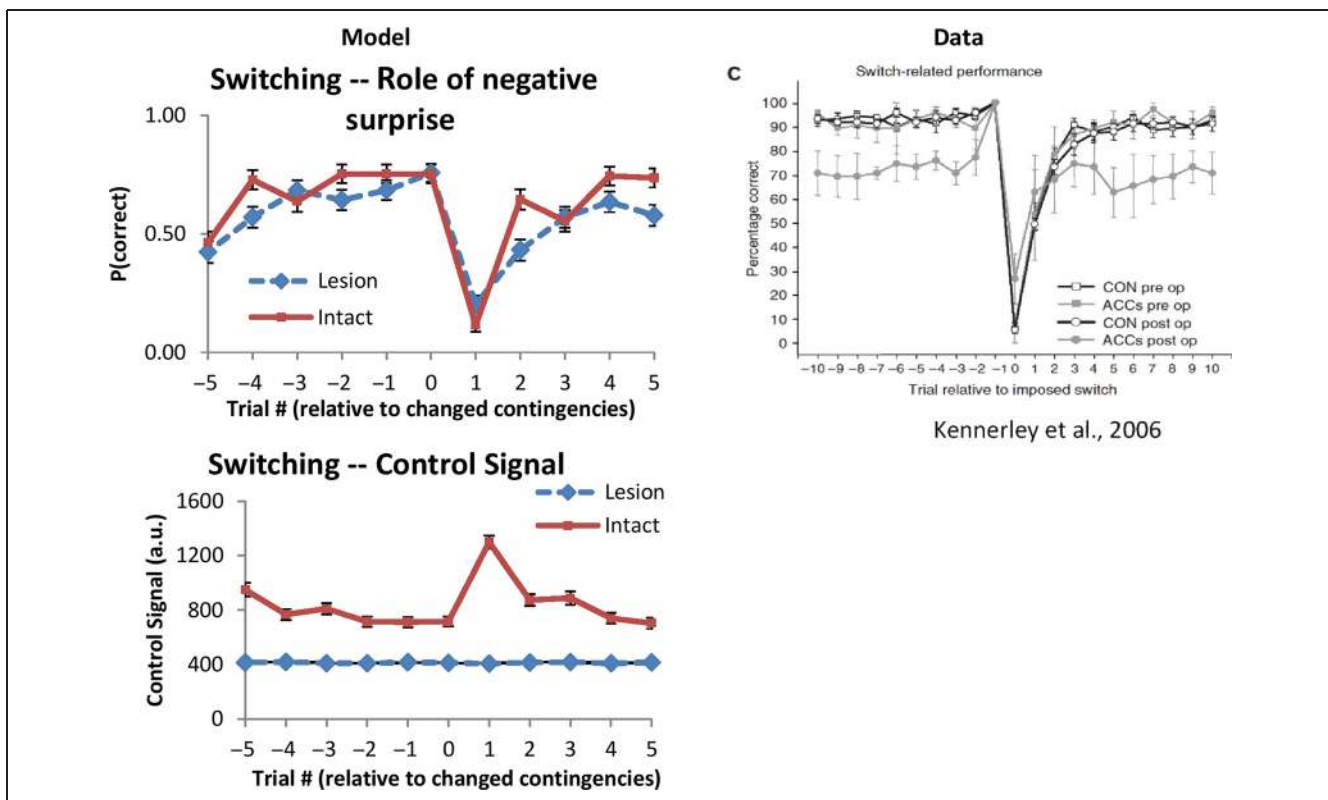 Model
Switching -- Role of negative
surprise
1.00
0.50
0.00
P(correct)
Lesion
Intact
−5 −4 −3 −2 −1 0 1 2 3 4 5
Trial # (relative to changed contingencies)
Switching -- Control Signal
1600
1200
800
400
0
Control Signal (a.u.)
Lesion
Intact
−5 −4 −3 −2 −1 0 1 2 3 4 5
Trial # (relative to changed contingencies)
Data
C
Switch-related performance
100
90
80
70
60
50
40
30
20
10
0
Percentage correct
CON pre op
ACCs pre op
CON post op
ACCs post op
−10 −9 −8 −7 −6 −5 −4 −3 −2 −1 0 1 2 3 4 5 6 7 8 9 10
Trial relative to imposed switch
Kennerley et al., 2006